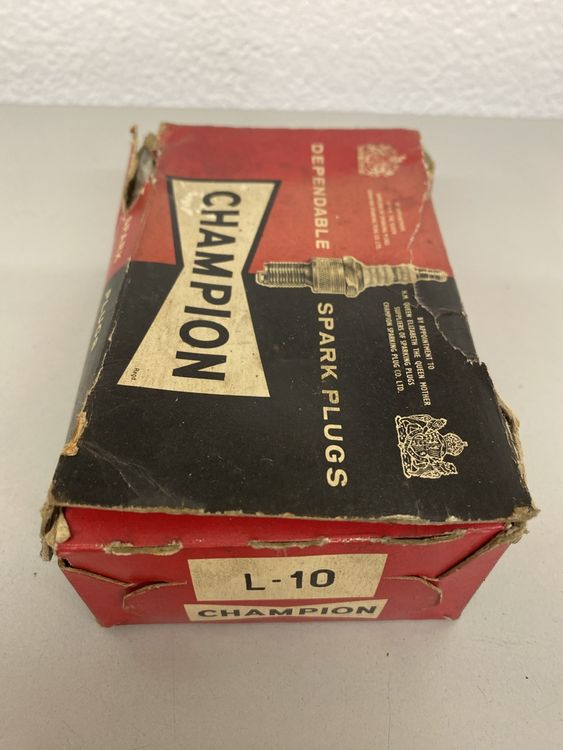 CHAMPION
Regd.
DEPENDABLE SPARK PLUGS
BY APPOINTMENT TO
H.M. QUEEN ELIZABETH THE QUEEN MOTHER
SUPPLIERS OF SPARKING PLUGS
CHAMPION SPARKING PLUG CO. LTD.
PLUGS
L-10
CHAMPION